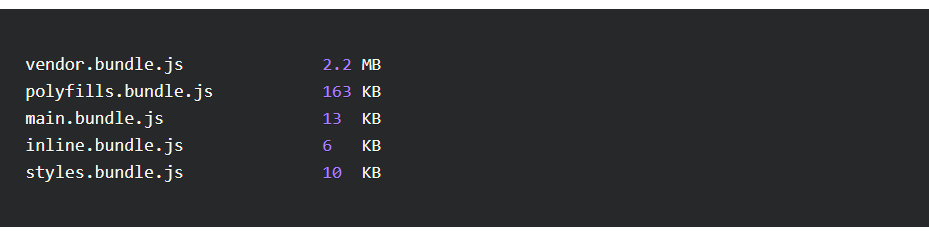 vendor.bundle.js 2.2 MB
polyfills.bundle.js 163 KB
main.bundle.js 13 KB
inline.bundle.js 6 KB
styles.bundle.js 10 KB